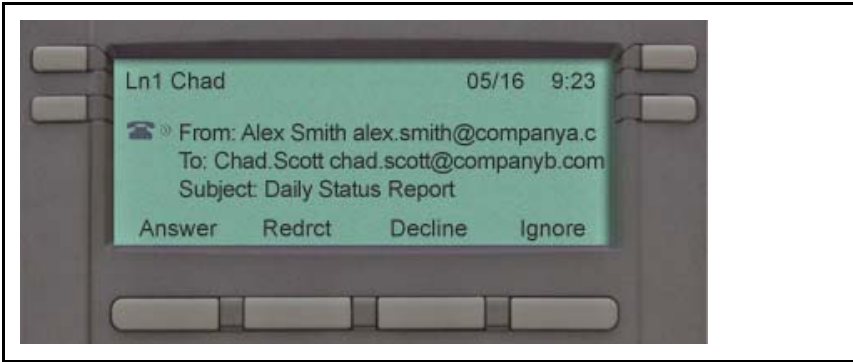 Ln1 Chad 05/16 9:23
From: Alex Smith alex.smith@companya.c
To: Chad.Scott chad.scott@companyb.com
Subject: Daily Status Report
Answer Redrct Decline Ignore